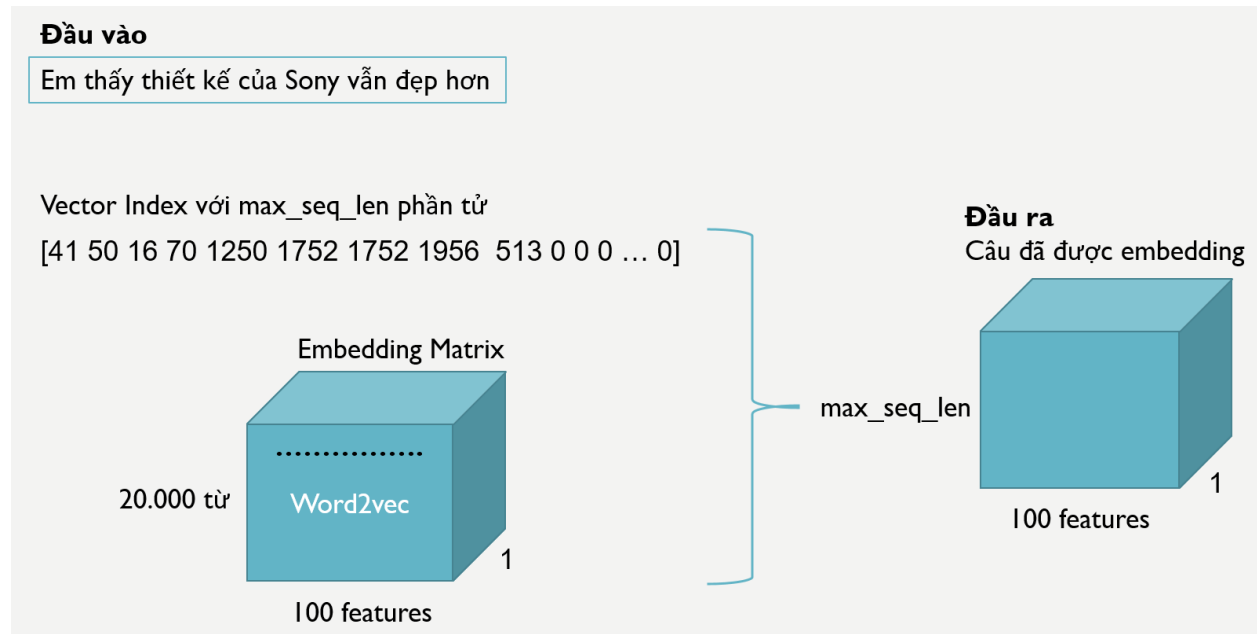 Đầu vào
Em thấy thiết kế của Sony vẫn đẹp hơn
Vector Index với max_seq_len phần tử
[41 50 16 70 1250 1752 1752 1956  513 0 0 0 … 0]
Embedding Matrix
................
Word2vec
20.000 từ
1
100 features
Đầu ra
Câu đã được embedding
max_seq_len
1
100 features